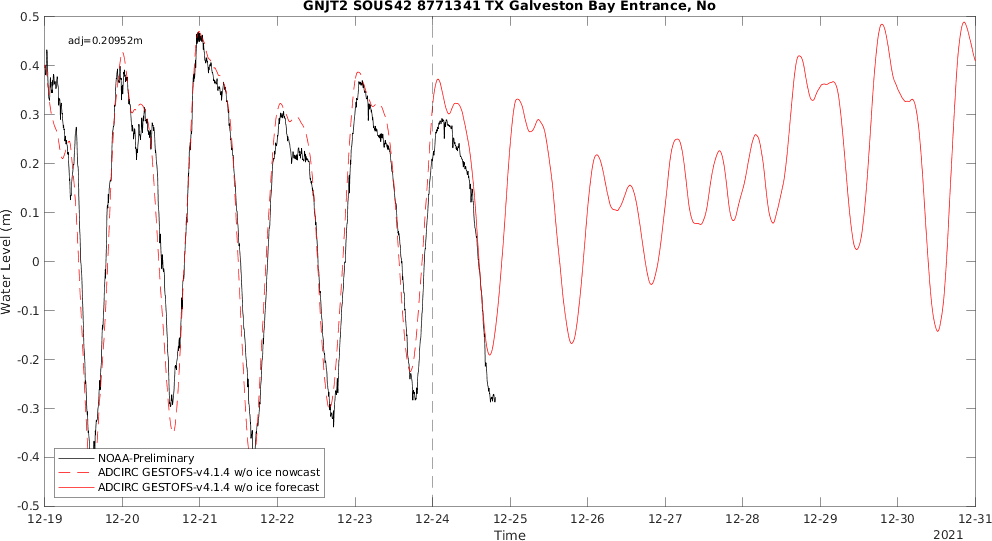 GNJT2 SOUS42 8771341 TX Galveston Bay Entrance, No
adj=0.20952m
0.5
0.4
0.3
0.2
0.1
0
-0.1
-0.2
-0.3
-0.4
-0.5
Water Level (m)
NOAA-Preliminary
ADCIRC GESTOFS-v4.1.4 w/o ice nowcast
ADCIRC GESTOFS-v4.1.4 w/o ice forecast
12-19 12-20 12-21 12-22 12-23 12-24 12-25 12-26 12-27 12-28 12-29 12-30 12-31
Time
2021